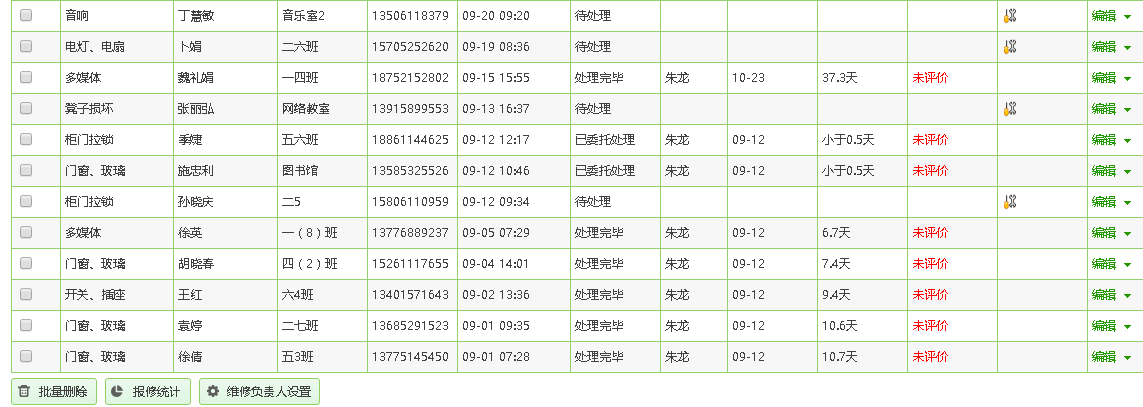 音响 丁慧敏 音乐室2 13506118379 09-20 09:20 待处理 编辑
电灯、电扇 卜娟 二六班 15705252620 09-19 08:36 待处理 编辑
多媒体 魏礼娟 一四班 18752152802 09-15 15:55 处理完毕 朱龙 10-23 37.3天 未评价 编辑
凳子损坏 张丽弘 网络教室 13915899553 09-13 16:37 待处理 编辑
柜门拉锁 季婕 五六班 18861144625 09-12 12:17 已委托处理 朱龙 09-12 小于0.5天 未评价 编辑
门窗、玻璃 施忠利 图书馆 13585325526 09-12 10:46 已委托处理 朱龙 09-12 小于0.5天 未评价 编辑
柜门拉锁 孙晓庆 二5 15806110959 09-12 09:34 待处理 编辑
多媒体 徐英 一（8）班 13776889237 09-05 07:29 处理完毕 朱龙 09-12 6.7天 未评价 编辑
门窗、玻璃 胡晓春 四（2）班 15261117655 09-04 14:01 处理完毕 朱龙 09-12 7.4天 未评价 编辑
开关、插座 王红 六4班 13401571643 09-02 13:36 处理完毕 朱龙 09-12 9.4天 未评价 编辑
门窗、玻璃 袁婷 二七班 13685291523 09-01 09:35 处理完毕 朱龙 09-12 10.6天 未评价 编辑
门窗、玻璃 徐倩 五3班 13775145450 09-01 07:28 处理完毕 朱龙 09-12 10.7天 未评价 编辑
批量删除 报修统计 维修负责人设置